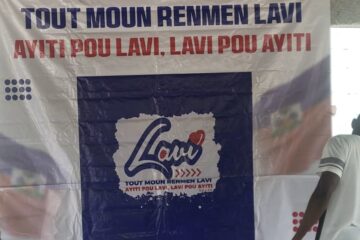 TOUT MOUN RENMEN LAVI
AYITI POU LAVI, LAVI POU AYITI
Lavi
TOUT MOUN RENMEN LAVI
AYITI POU LAVI, LAVI POU AYITI